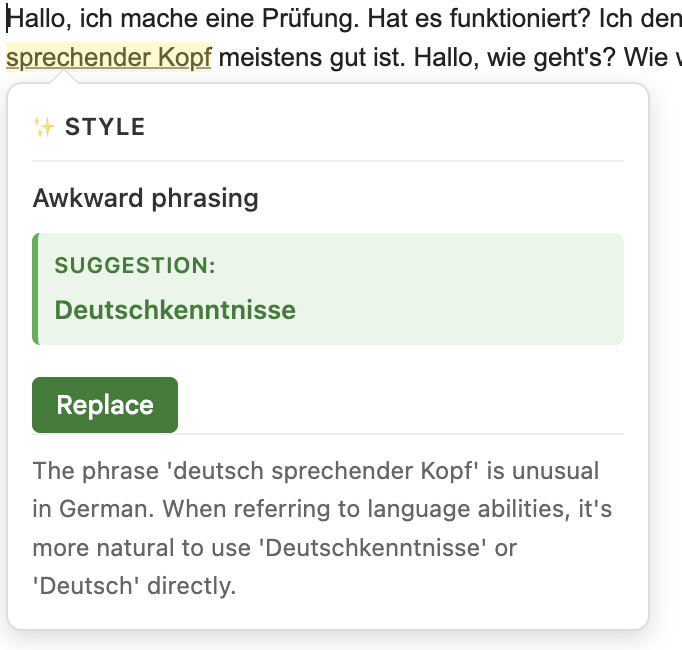 Hallo, ich mache eine Prüfung. Hat es funktioniert? Ich
sprechender Kopf meistens gut ist. Hallo, wie geht's? Wie
✨ STYLE
Awkward phrasing
SUGGESTION:
Deutschkenntnisse
Replace
The phrase 'deutsch sprechender Kopf' is unusual
in German. When referring to language abilities, it's
more natural to use 'Deutschkenntnisse' or
'Deutsch' directly.